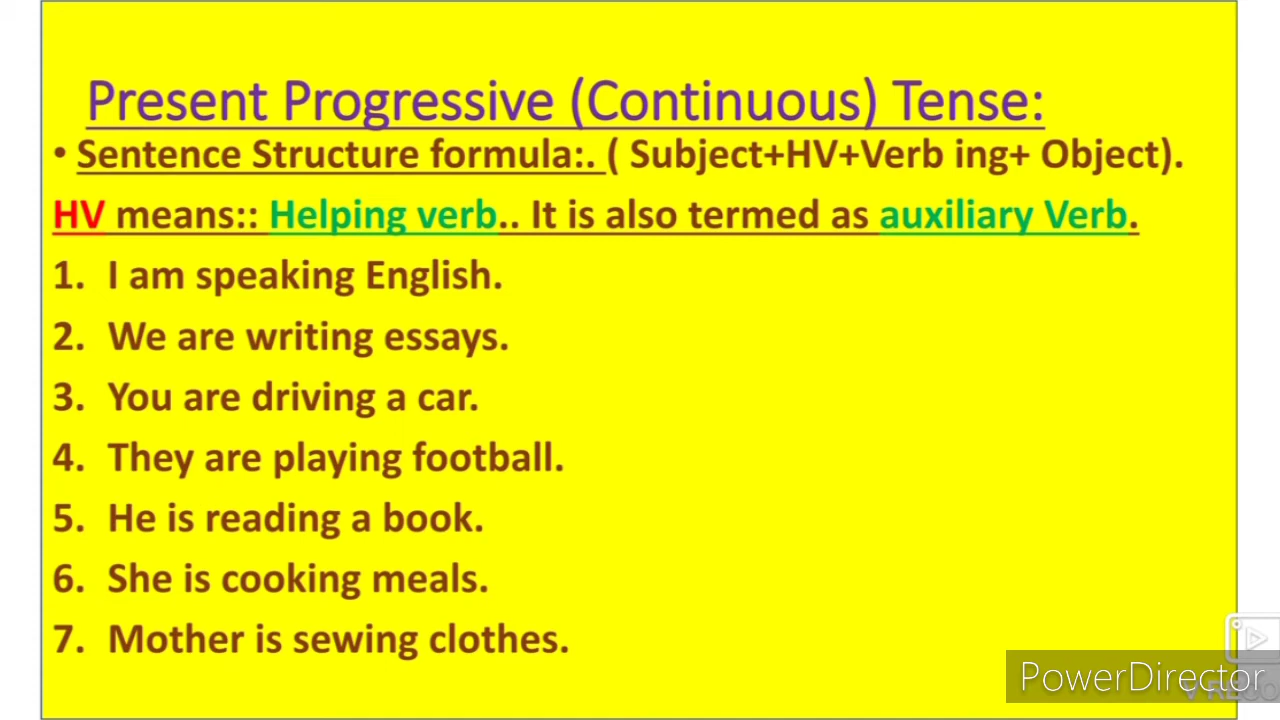 Present Progressive (Continuous) Tense:
• Sentence Structure formula:. ( Subject+HV+Verb ing+ Object).
HV means:: Helping verb.. It is also termed as auxiliary Verb.
1. I am speaking English.
2. We are writing essays.
3. You are driving a car.
4. They are playing football.
5. He is reading a book.
6. She is cooking meals.
7. Mother is sewing clothes.
PowerDirector